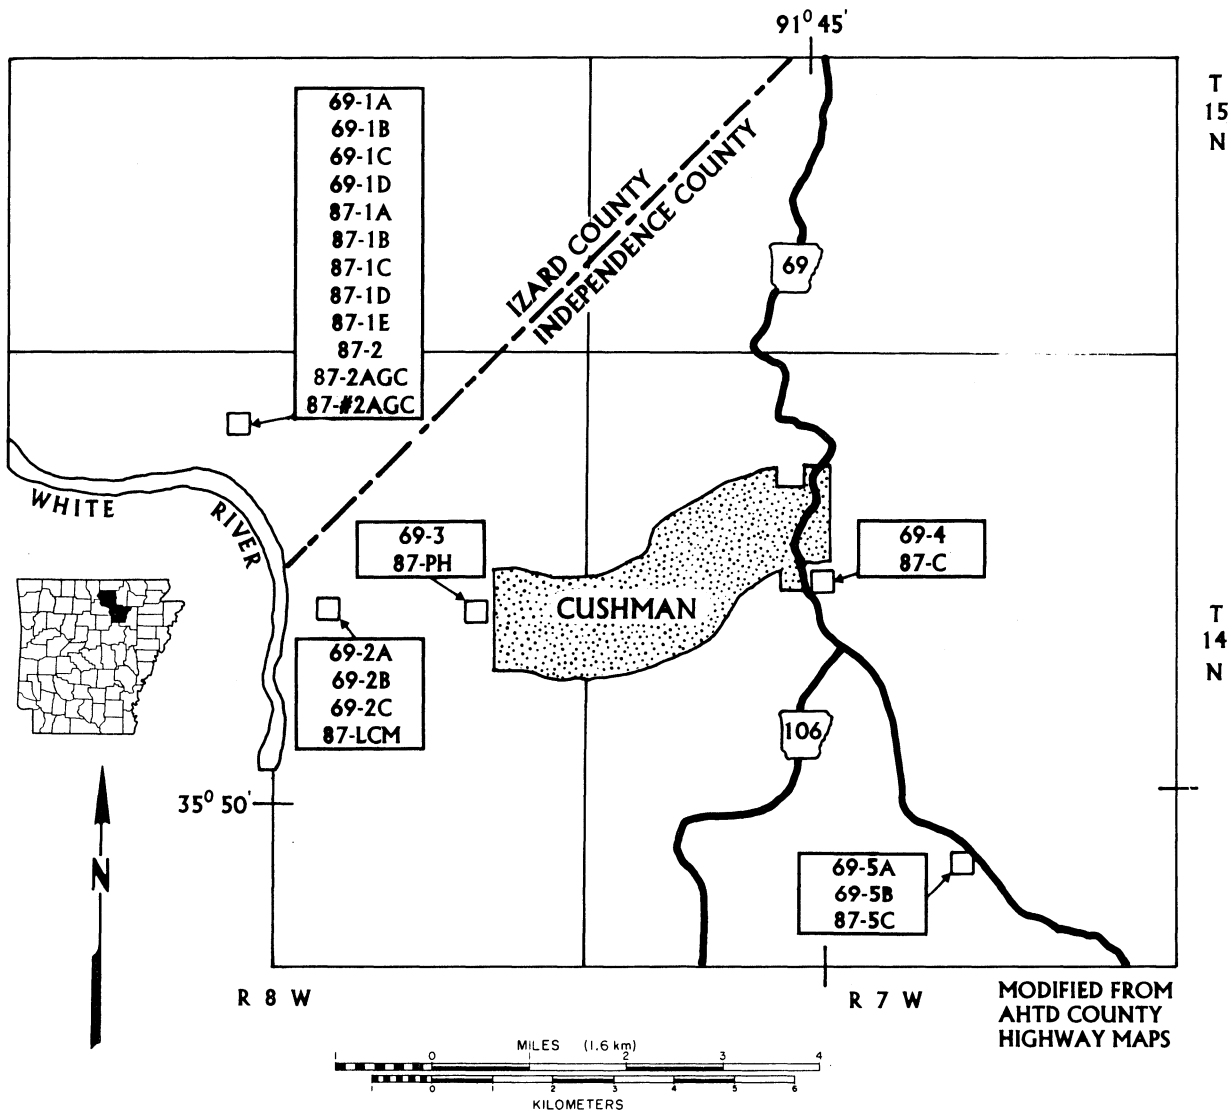 91° 45'
T
15
N
69-1A
69-1B
69-1C
69-1D
87-1A
87-1B
87-1C
87-1D
87-1E
87-2
87-2AGC
87-#2AGC
IZARD COUNTY
INDEPENDENCE COUNTY
69
WHITE
RIVER
69-3
87-PH
69-4
87-C
CUSHMAN
T
14
N
69-2A
69-2B
69-2C
87-LCM
106
35° 50'
N
69-5A
69-5B
87-5C
R 8 W
R 7 W
MODIFIED FROM
AHTD COUNTY
HIGHWAY MAPS
MILES (1.6 km)
1 0 1 2 3 4
1 0 1 2 3 4 5 6
KILOMETERS